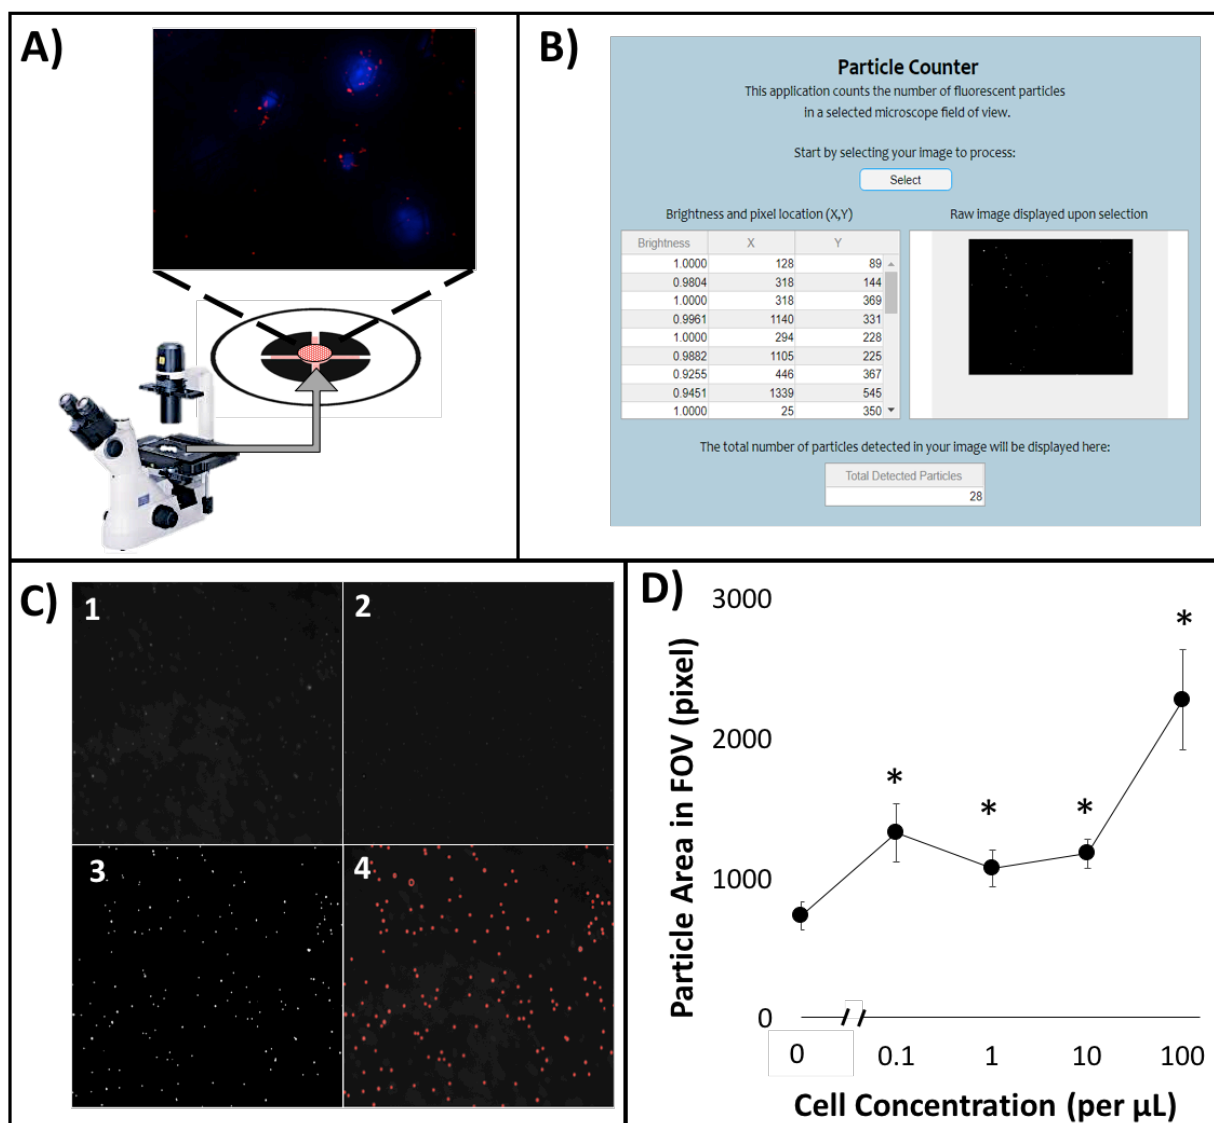 A)
B)
Particle Counter
This application counts the number of fluorescent particles
in a selected microscope field of view.
Start by selecting your image to process:
Select
Brightness and pixel location (X,Y)
Raw image displayed upon selection
Brightness X Y
1.0000 128 89
0.9804 318 144
1.0000 318 369
0.9961 1140 331
1.0000 294 228
0.9882 1105 225
0.9255 446 367
0.9451 1339 545
1.0000 25 350
The total number of particles detected in your image will be displayed here:
Total Detected Particles
28
C)
1
2
3
4
D)
Particle Area in FOV (pixel)
3000
2000
1000
0
* * * *
0 0.1 1 10 100
Cell Concentration (per µL)